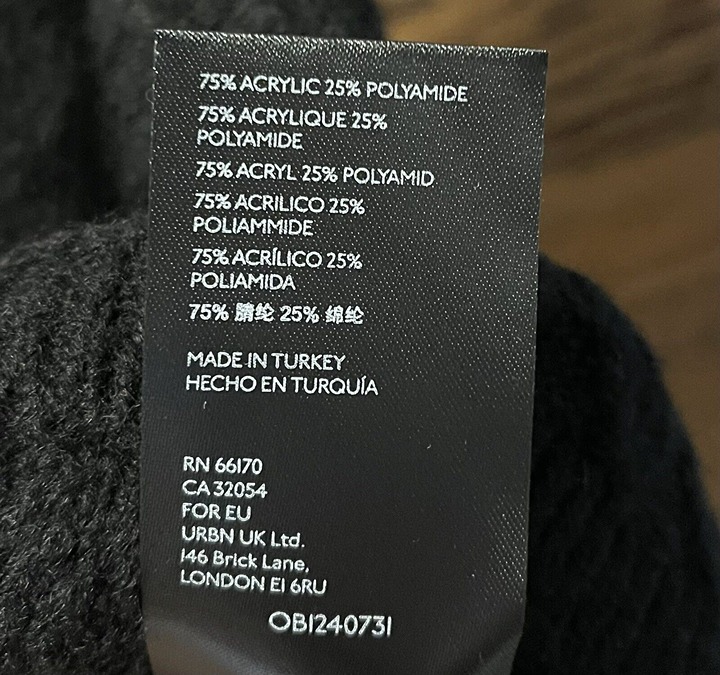 75% ACRYLIC 25% POLYAMIDE
75% ACRYLIQUE 25%
POLYAMIDE
75% ACRYL 25% POLYAMID
75% ACRILICO 25%
POLIAMMIDE
75% ACRÍLICO 25%
POLIAMIDA
75% 腈纶 25% 绵纶
MADE IN TURKEY
HECHO EN TURQUÍA
RN 66170
CA 32054
FOR EU
URBN UK Ltd.
146 Brick Lane,
LONDON E1 6RU
OB1240731